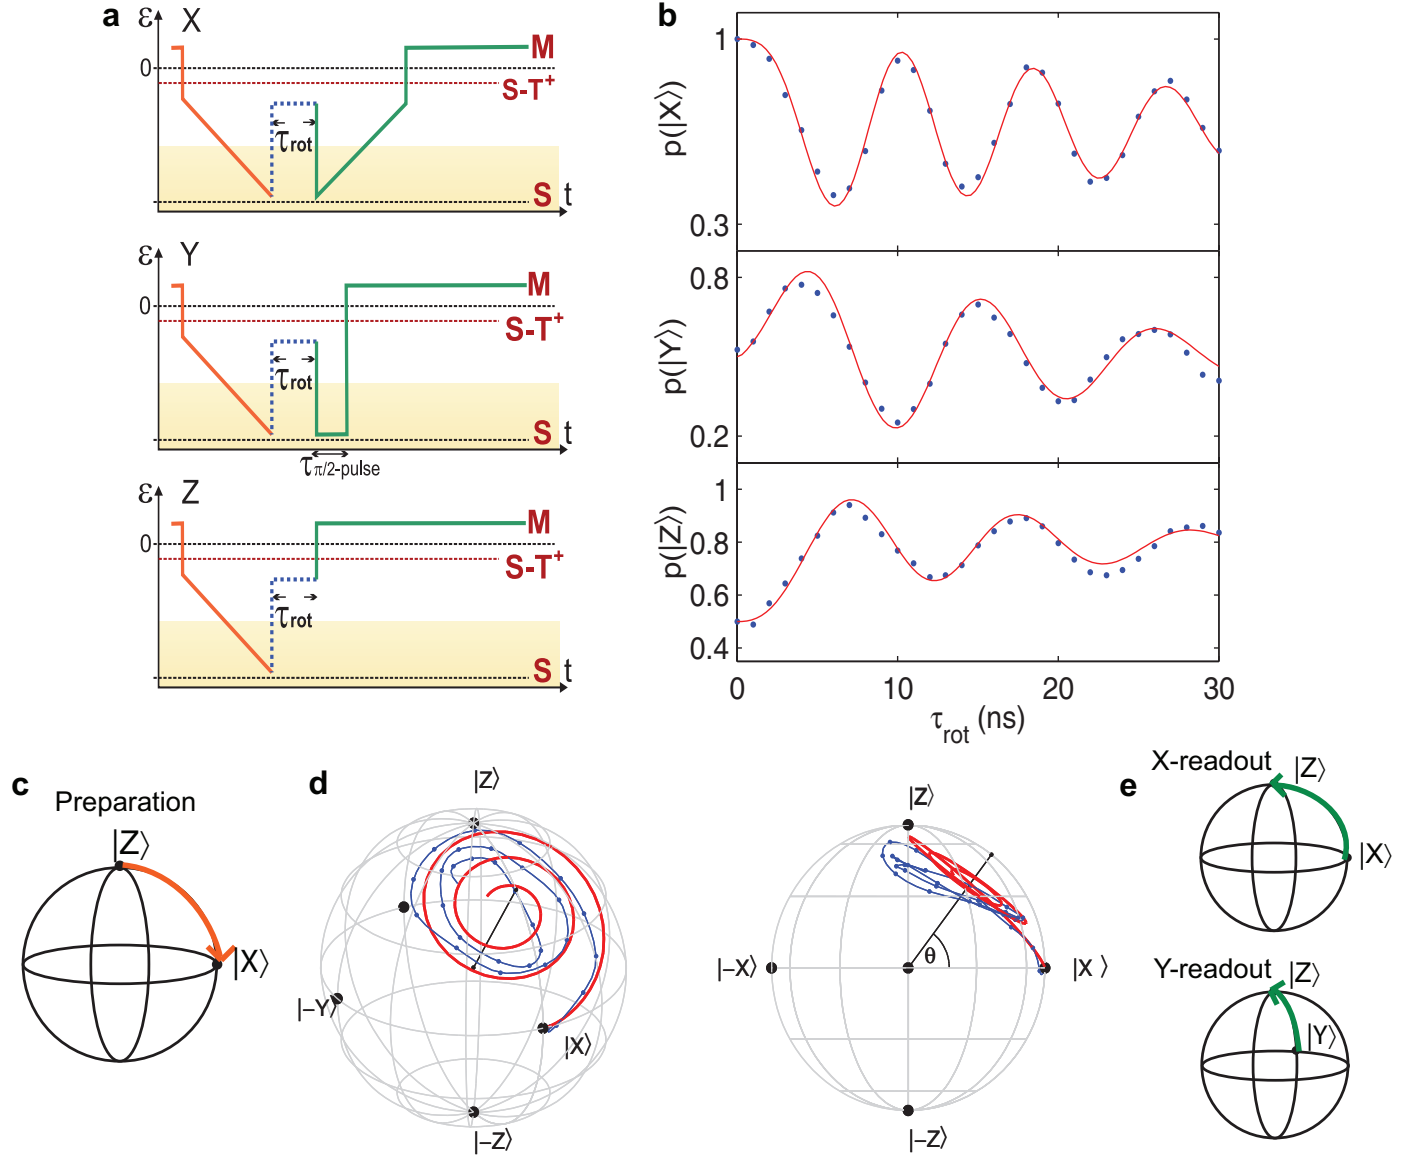 a
ε X
0
M
S-T+
τrot
S t
ε Y
0
M
S-T+
τrot
S t
τπ/2-pulse
ε Z
0
M
S-T+
τrot
S t
b
1
p(|X⟩)
0.3
0.8
p(|Y⟩)
0.2
1
0.8
p(|Z⟩)
0.6
0.4
0 10 20 30
τrot (ns)
c
Preparation
|Z⟩
|X⟩
d
|Z⟩
|-Y⟩
|X⟩
|-Z⟩
|Z⟩
|-X⟩
θ
|X⟩
|-Z⟩
e
X-readout
|Z⟩
|X⟩
Y-readout
|Z⟩
|Y⟩